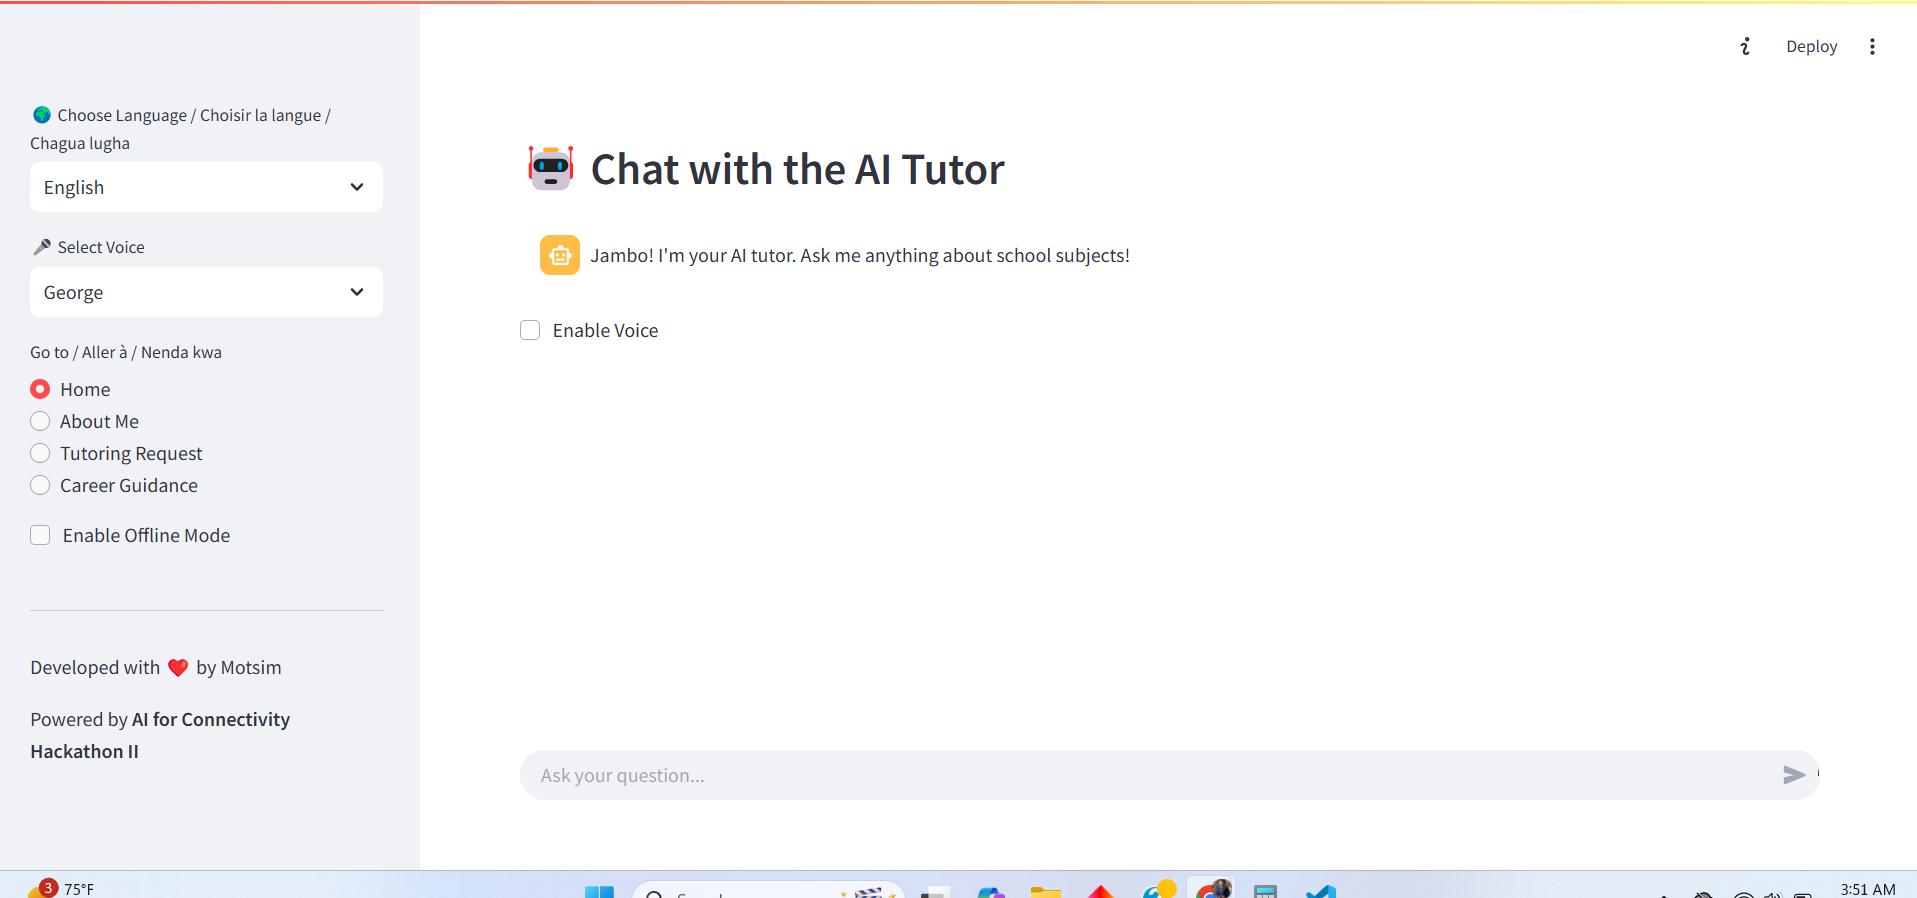 Deploy
Choose Language / Choisir la langue /
Chagua lugha
English
Select Voice
George
Go to / Aller à / Nenda kwa
Home
About Me
Tutoring Request
Career Guidance
Enable Offline Mode
Developed with ❤️ by Motsim
Powered by AI for Connectivity
Hackathon II
Chat with the AI Tutor
Jambo! I'm your AI tutor. Ask me anything about school subjects!
Enable Voice
Ask your question...
3
75°F
3:51 AM